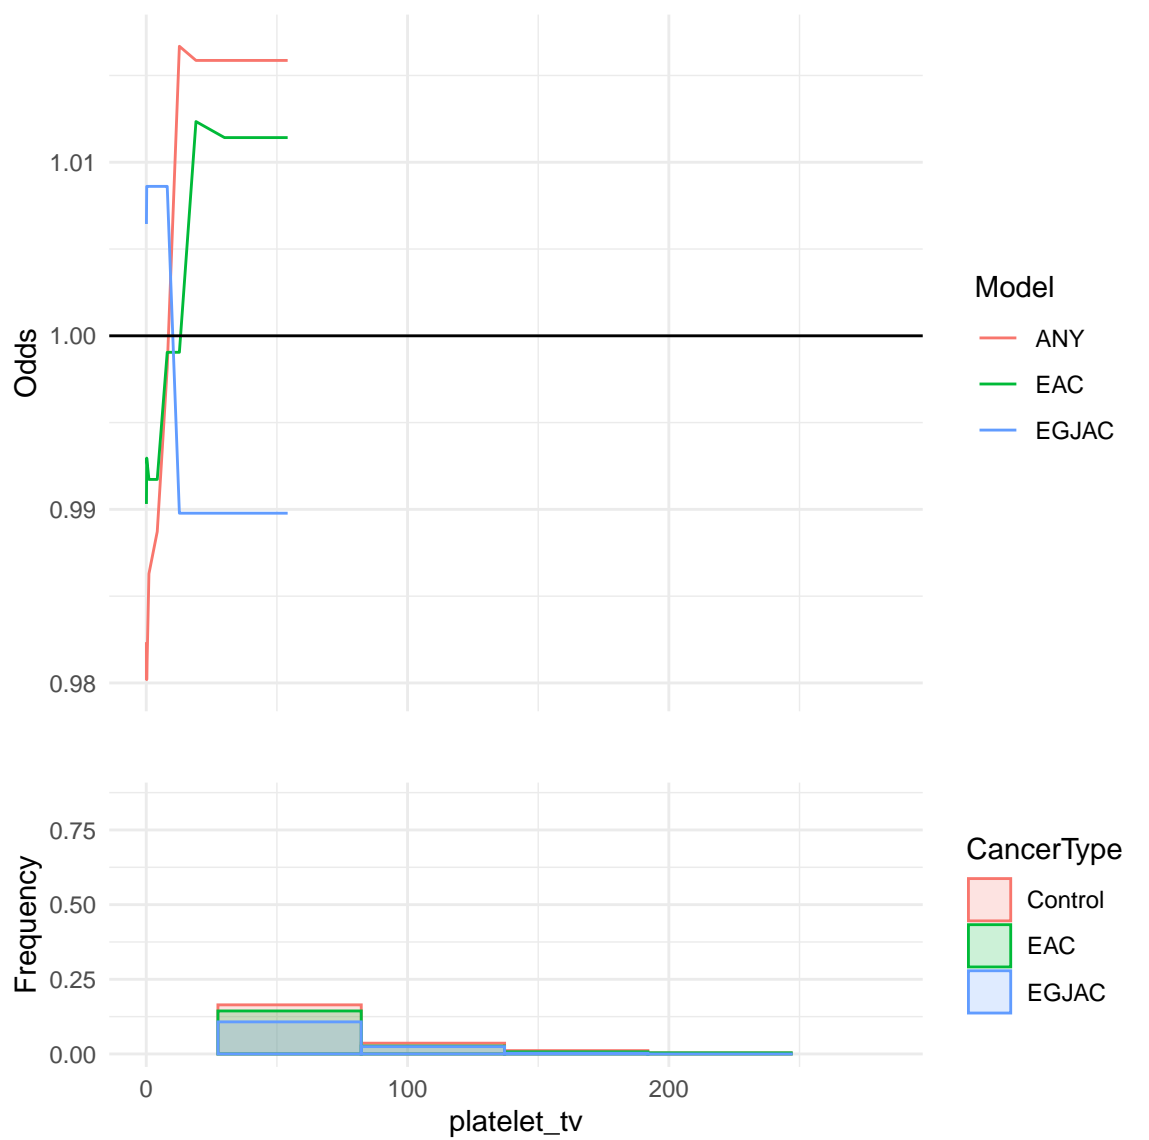 1.01
1.00
0.99
0.98
Odds
Model
ANY
EAC
EGJAC
0.75
0.50
0.25
0.00
Frequency
0
100
200
platelet_tv
CancerType
Control
EAC
EGJAC